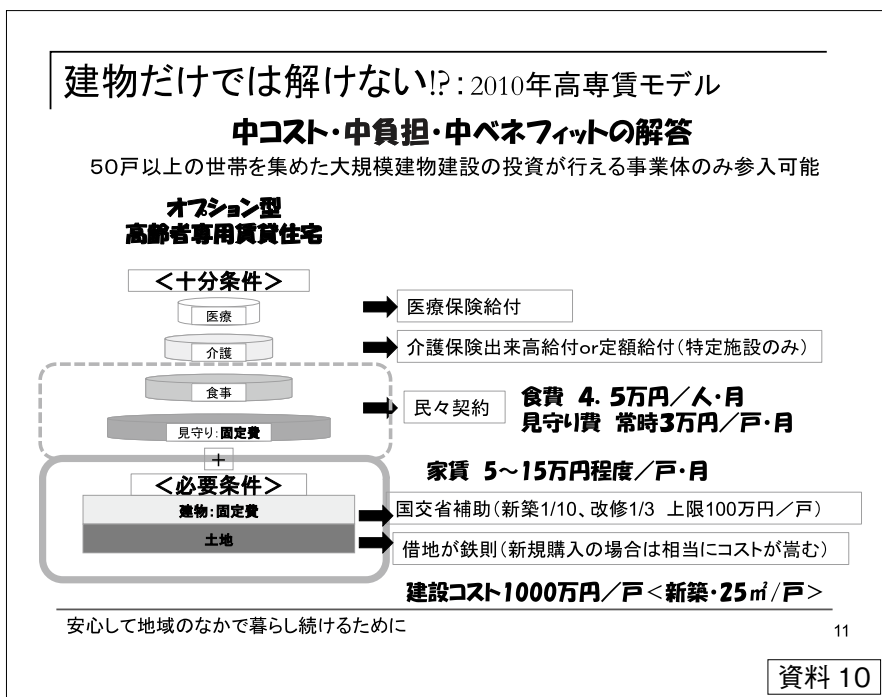 建物だけでは解けない!?:2010年高専賃モデル
中コスト・中負担・中ベネフィットの解答
50戸以上の世帯を集めた大規模建物建設の投資が行える事業体のみ参入可能
オプション型
高齢者専用賃貸住宅
＜十分条件＞
医療
医療保険給付
介護
介護保険出来高給付or定額給付(特定施設のみ)
食事
民々契約
食費 4.5万円/人・月
見守り費 常時3万円/戸・月
見守り:固定費
+
家賃 5〜15万円程度/戸・月
＜必要条件＞
建物:固定費
国交省補助(新築1/10、改修1/3 上限100万円/戸)
土地
借地が鉄則(新規購入の場合は相当にコストが嵩む)
建設コスト1000万円/戸＜新築・25㎡/戸＞
安心して地域のなかで暮らし続けるために
11
資料 10